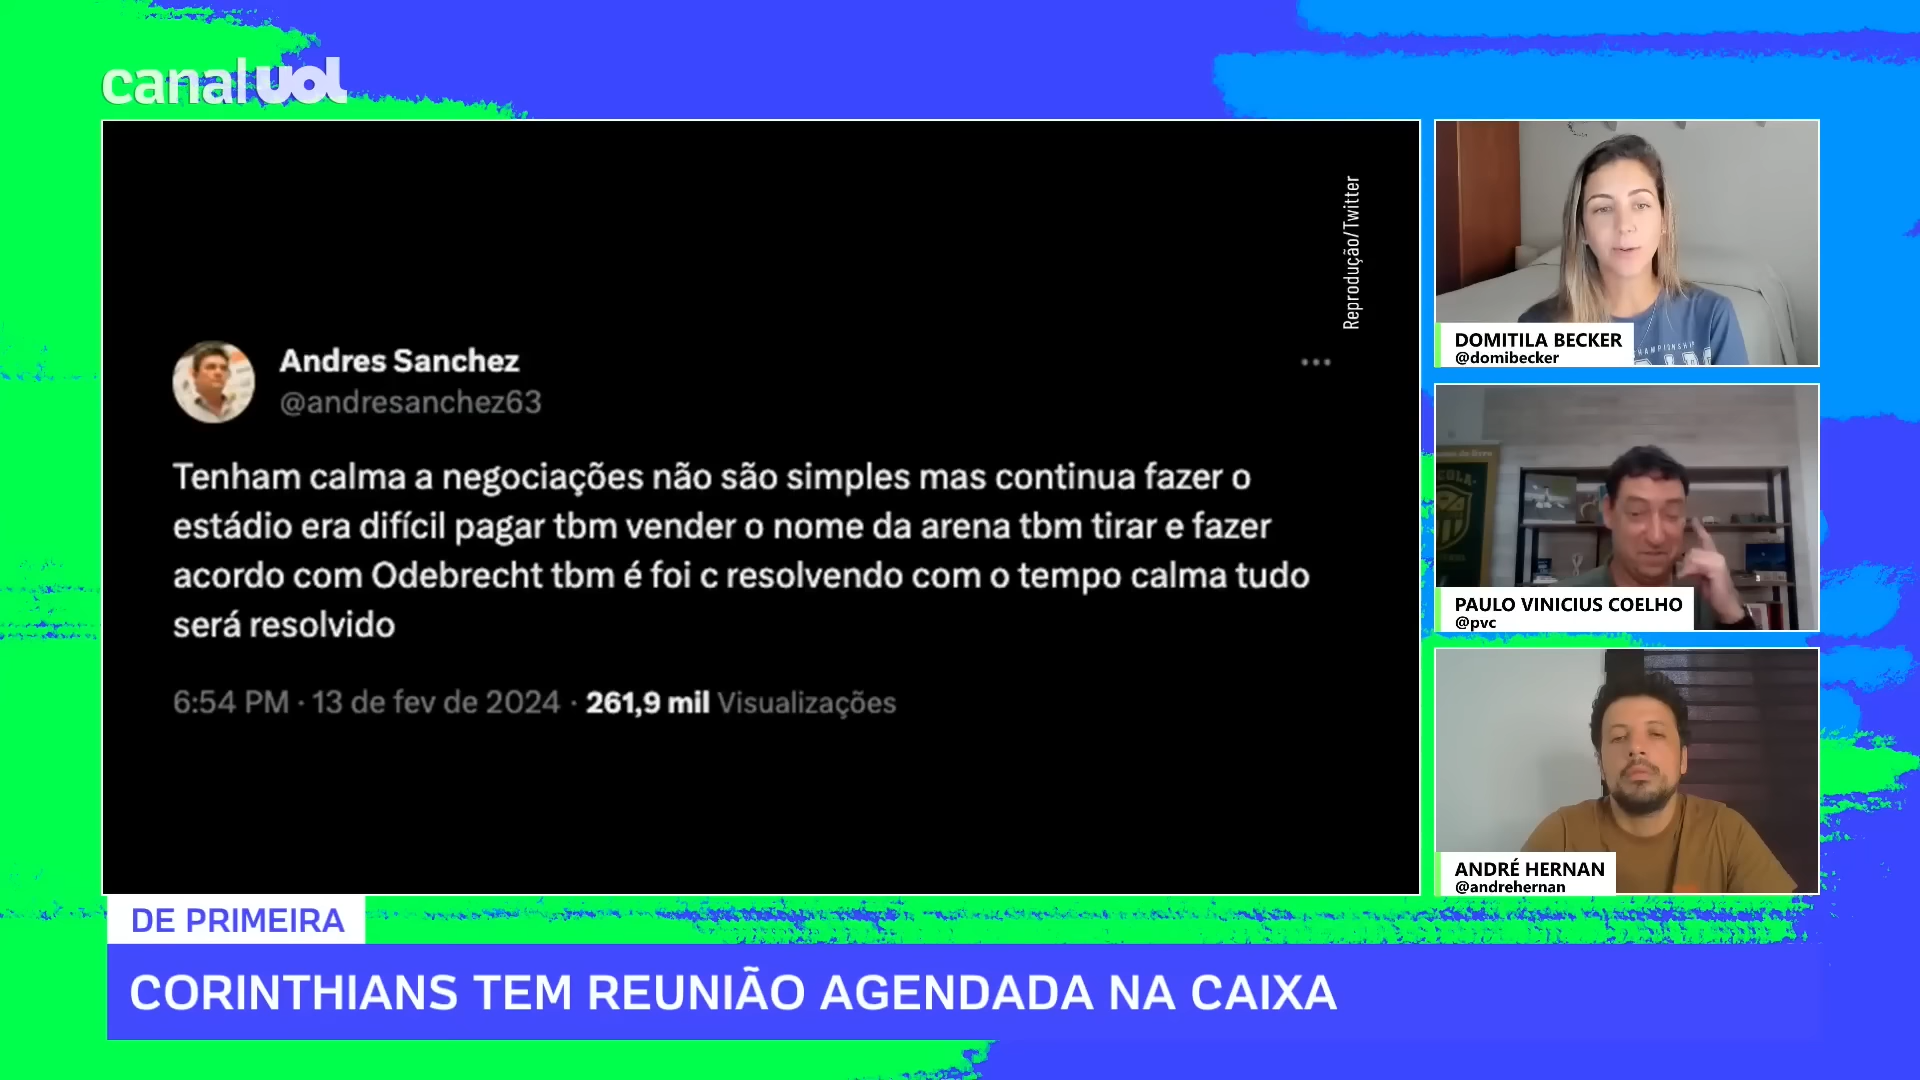 canal uol
Reprodução/Twitter
Andres Sanchez
@andresanchez63
Tenham calma a negociações não são simples mas continua fazer o
estádio era difícil pagar tbm vender o nome da arena tbm tirar e fazer
acordo com Odebrecht tbm é foi c resolvendo com o tempo calma tudo
será resolvido
6:54 PM · 13 de fev de 2024 · 261,9 mil Visualizações
DOMITILA BECKER
@domibecker
PAULO VINICIUS COELHO
@pvc
ANDRÉ HERNAN
@andrehernan
DE PRIMEIRA
CORINTHIANS TEM REUNIÃO AGENDADA NA CAIXA